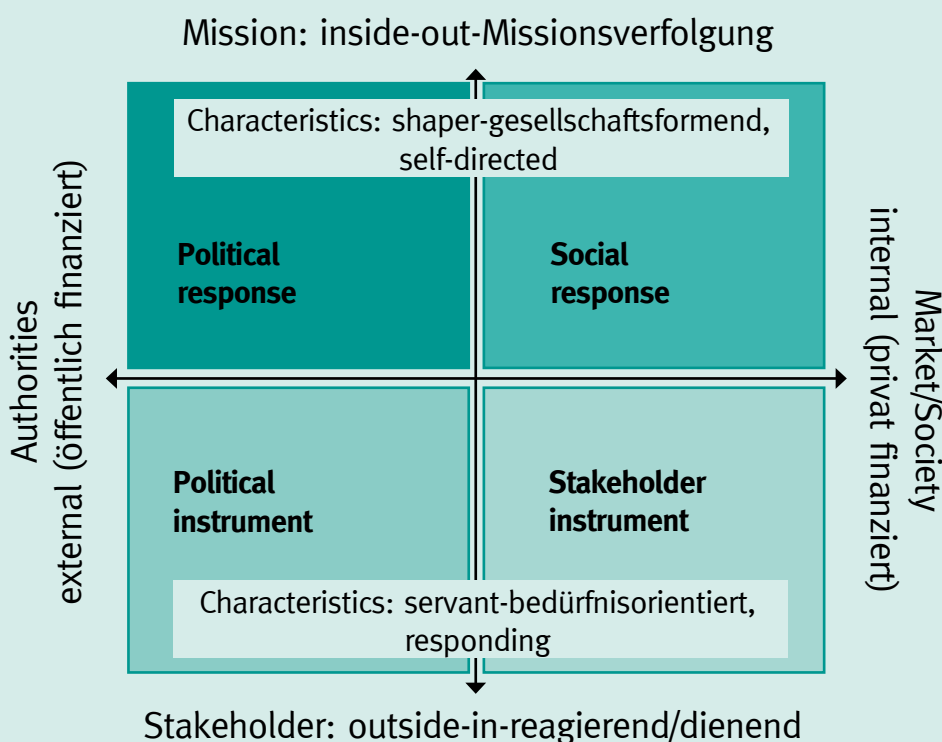 Mission: inside-out-Missionsverfolgung
Characteristics: shaper-gesellschaftsformend,
self-directed
Political
response
Social
response
Authorities
external (öffentlich finanziert)
Market/Society
internal (privat finanziert)
Political
instrument
Stakeholder
instrument
Characteristics: servant-bedürfnisorientiert,
responding
Stakeholder: outside-in-reagierend/dienend